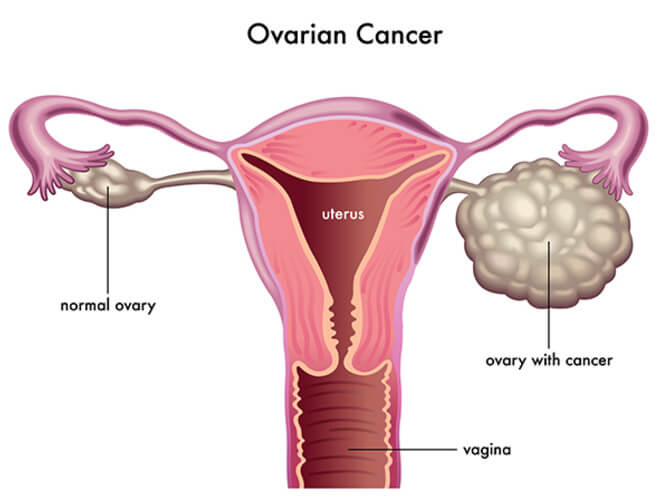 Ovarian Cancer
uterus
normal ovary
ovary with cancer
vagina